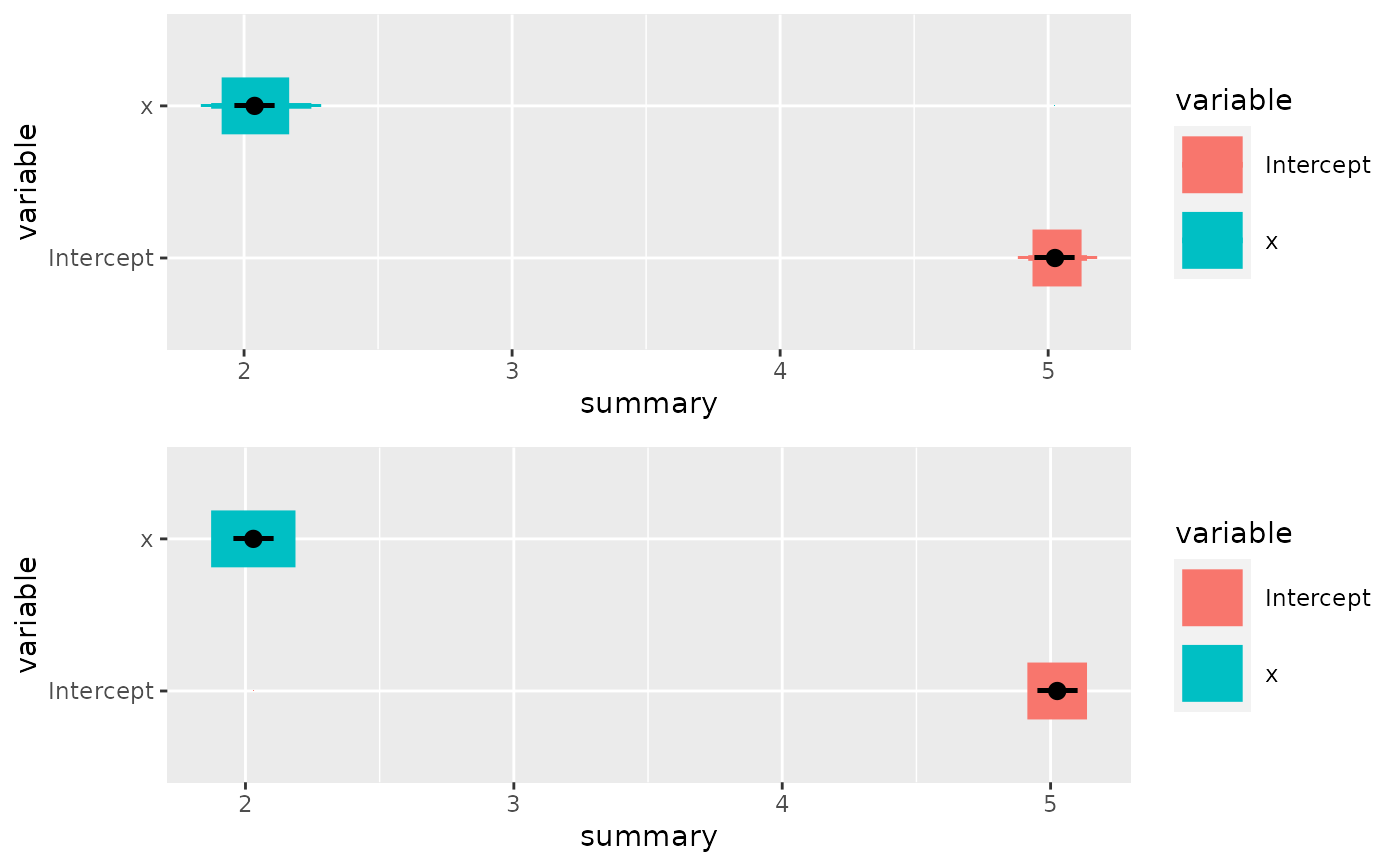 variable
x
Intercept
2 3 4 5
summary
variable
Intercept
x
variable
x
Intercept
2 3 4 5
summary
variable
Intercept
x